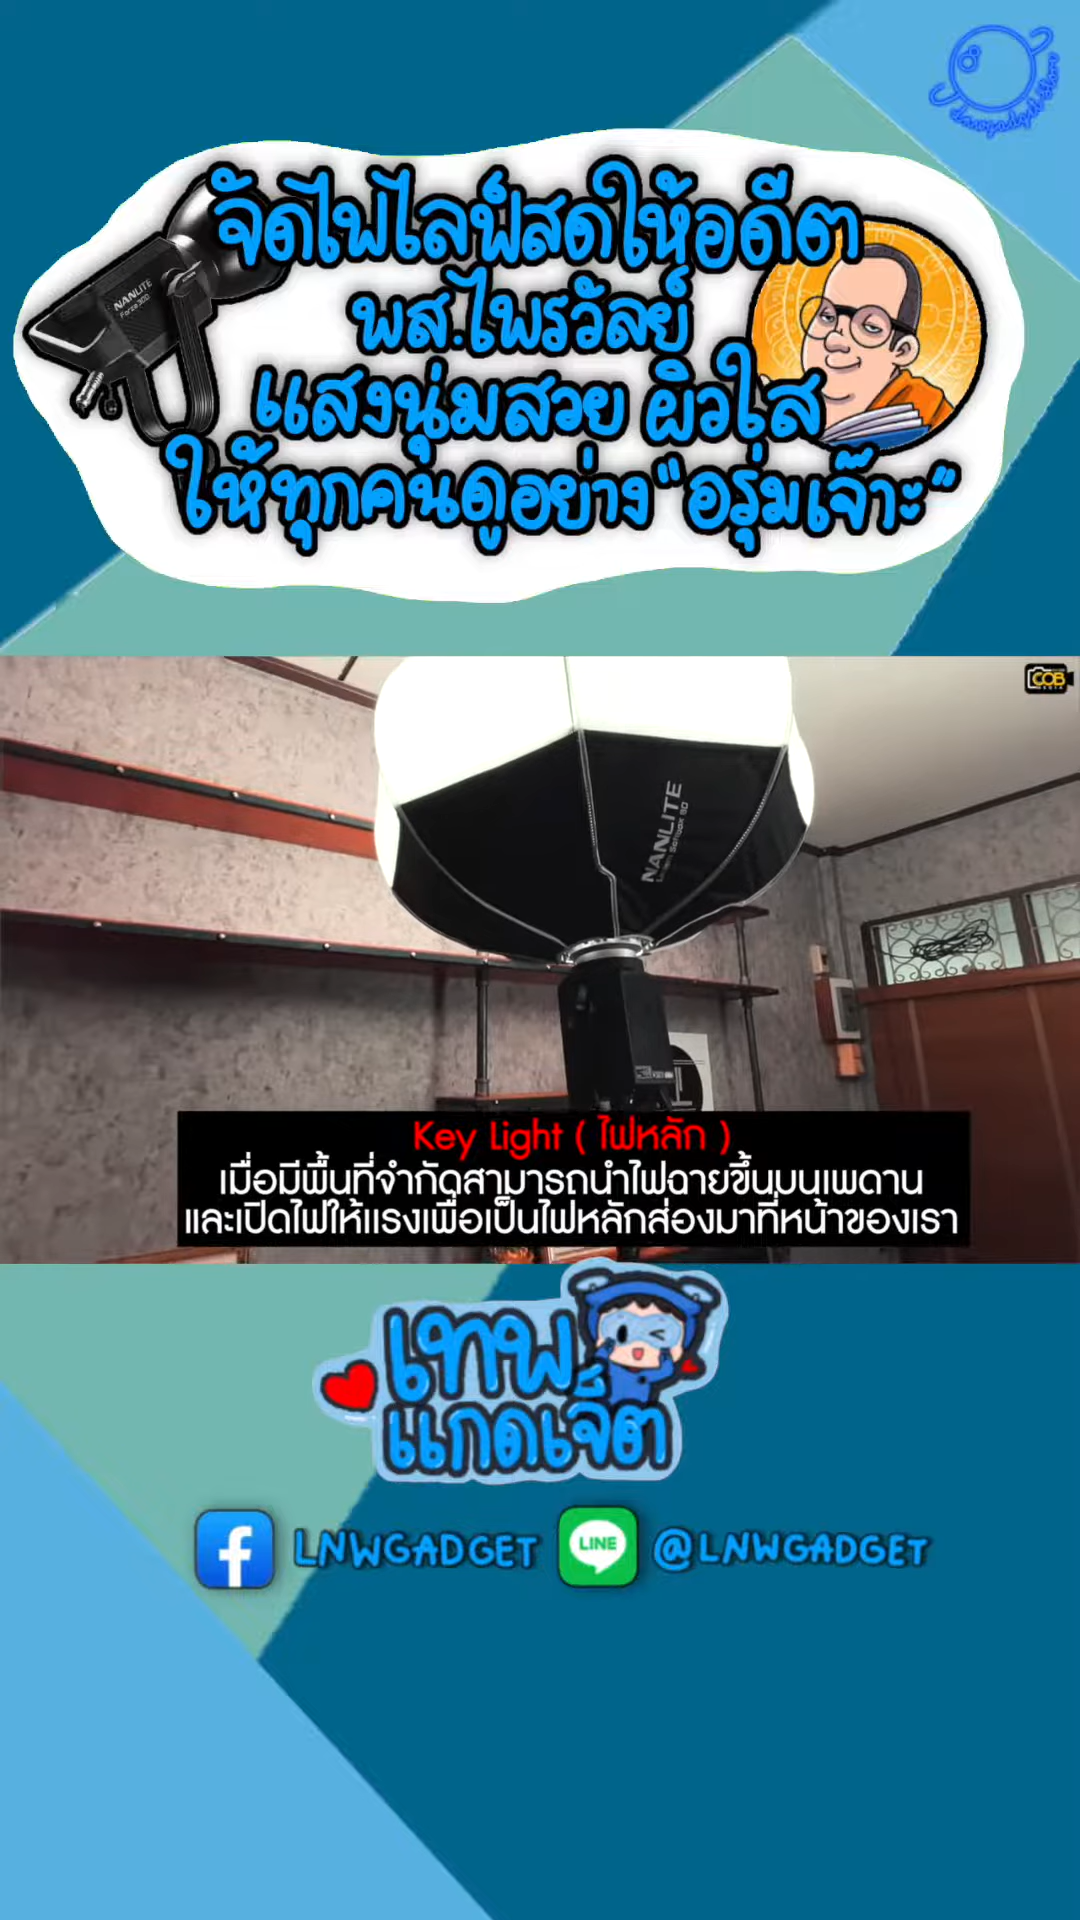 จัดไฟไลฟ์สดให้อดีต
พส.ไพรวัลย์
แสงนุ่มสวย ผิวใส
ให้ทุกคนดูอย่าง"อรุ่มเจ๊าะ"
NANLITE
Forza 300
COB
MEDIA
NANLITE
Key Light ( ไฟหลัก )
เมื่อมีพื้นที่จำกัดสามารถนำไฟฉายขึ้นบนเพดาน
และเปิดไฟให้แรงเพื่อเป็นไฟหลักส่องมาที่หน้าของเรา
เทพ
แกดเจ็ต
LNWGADGET LINE @LNWGADGET